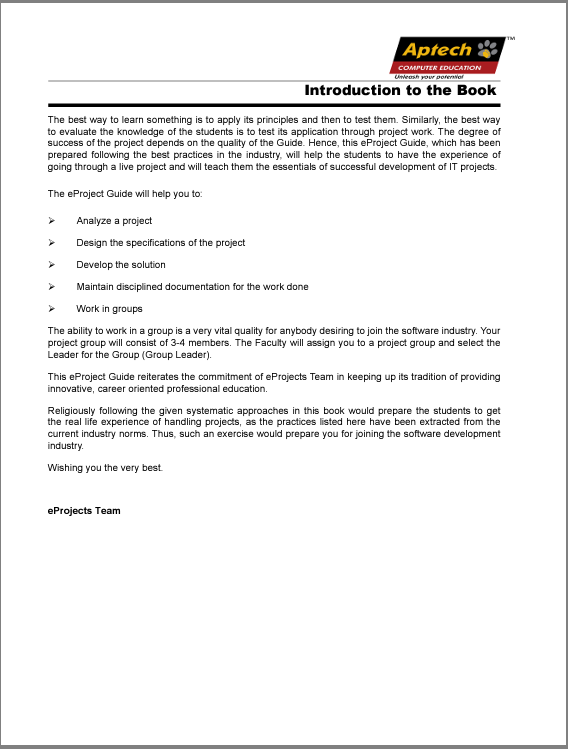 Aptech ™
COMPUTER EDUCATION
Unleash your potential
Introduction to the Book
The best way to learn something is to apply its principles and then to test them. Similarly, the best way
to evaluate the knowledge of the students is to test its application through project work. The degree of
success of the project depends on the quality of the Guide. Hence, this eProject Guide, which has been
prepared following the best practices in the industry, will help the students to have the experience of
going through a live project and will teach them the essentials of successful development of IT projects.
The eProject Guide will help you to:
➢ Analyze a project
➢ Design the specifications of the project
➢ Develop the solution
➢ Maintain disciplined documentation for the work done
➢ Work in groups
The ability to work in a group is a very vital quality for anybody desiring to join the software industry. Your
project group will consist of 3-4 members. The Faculty will assign you to a project group and select the
Leader for the Group (Group Leader).
This eProject Guide reiterates the commitment of eProjects Team in keeping up its tradition of providing
innovative, career oriented professional education.
Religiously following the given systematic approaches in this book would prepare the students to get
the real life experience of handling projects, as the practices listed here have been extracted from the
current industry norms. Thus, such an exercise would prepare you for joining the software development
industry.
Wishing you the very best.
eProjects Team